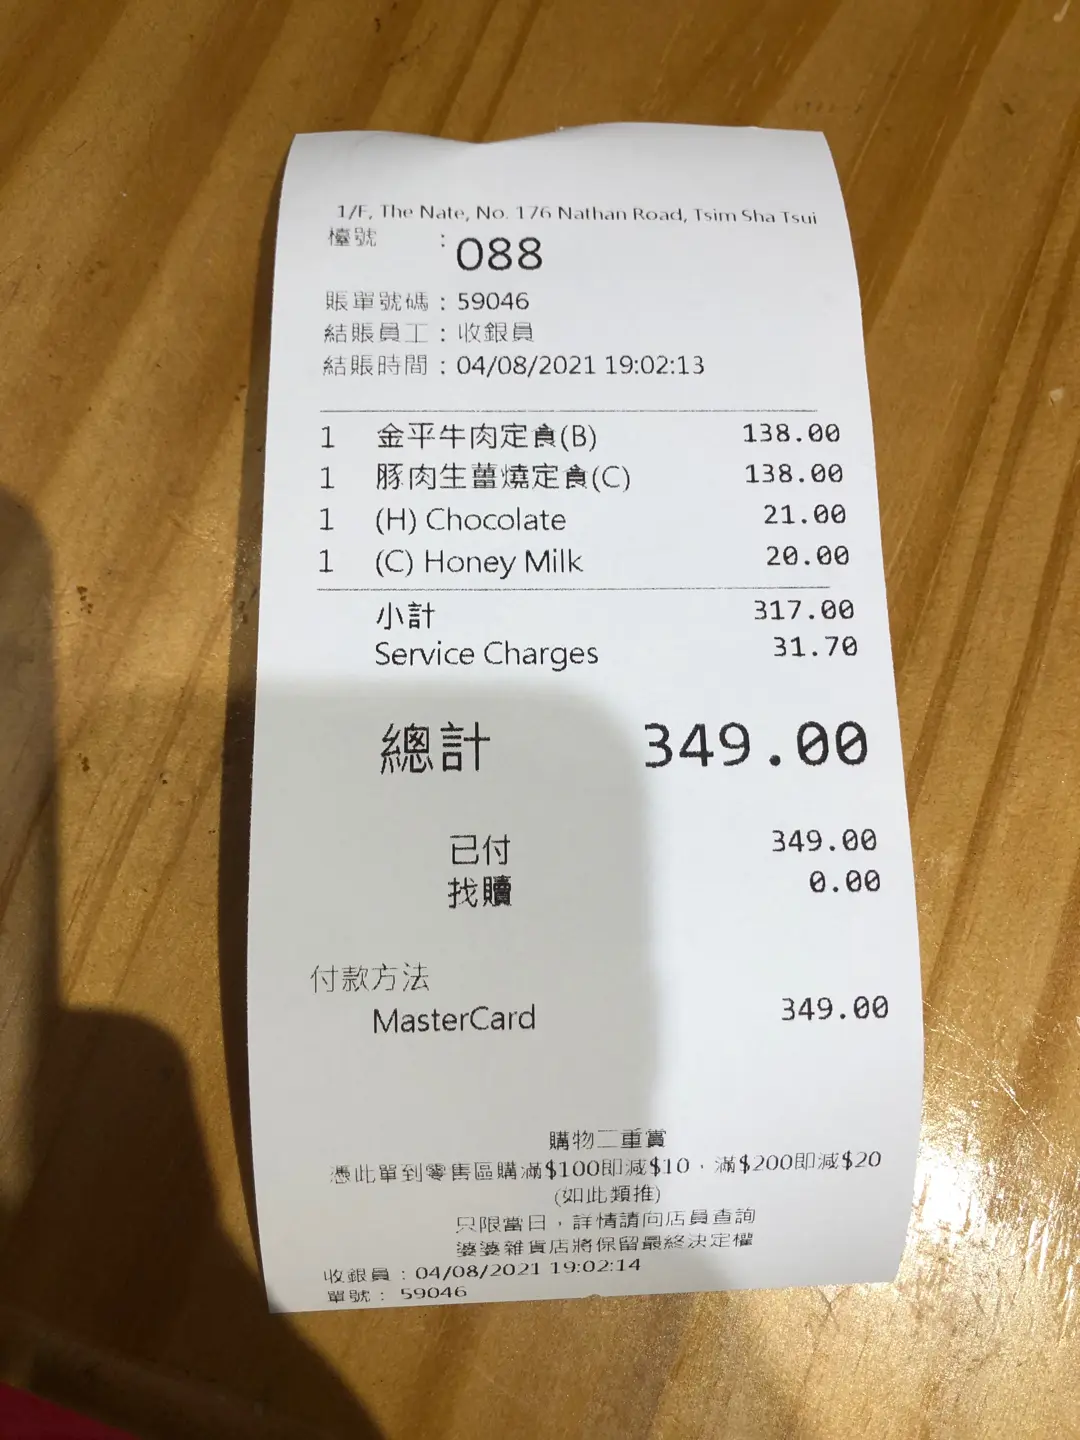 1/F, The Nate, No. 176 Nathan Road, Tsim Sha Tsui
檯號 : 088
賬單號碼 : 59046
結賬員工 : 收銀員
結賬時間 : 04/08/2021 19:02:13
1 金平牛肉定食(B) 138.00
1 豚肉生薑燒定食(C) 138.00
1 (H) Chocolate 21.00
1 (C) Honey Milk 20.00
小計 317.00
Service Charges 31.70
總計 349.00
已付 349.00
找贖 0.00
付款方法
MasterCard 349.00
購物二重賞
憑此單到零售區購滿$100即減$10，滿$200即減$20
(如此類推)
只限當日，詳情請向店員查詢
婆婆雜貨店將保留最終決定權
收銀員 : 04/08/2021 19:02:14
單號 : 59046